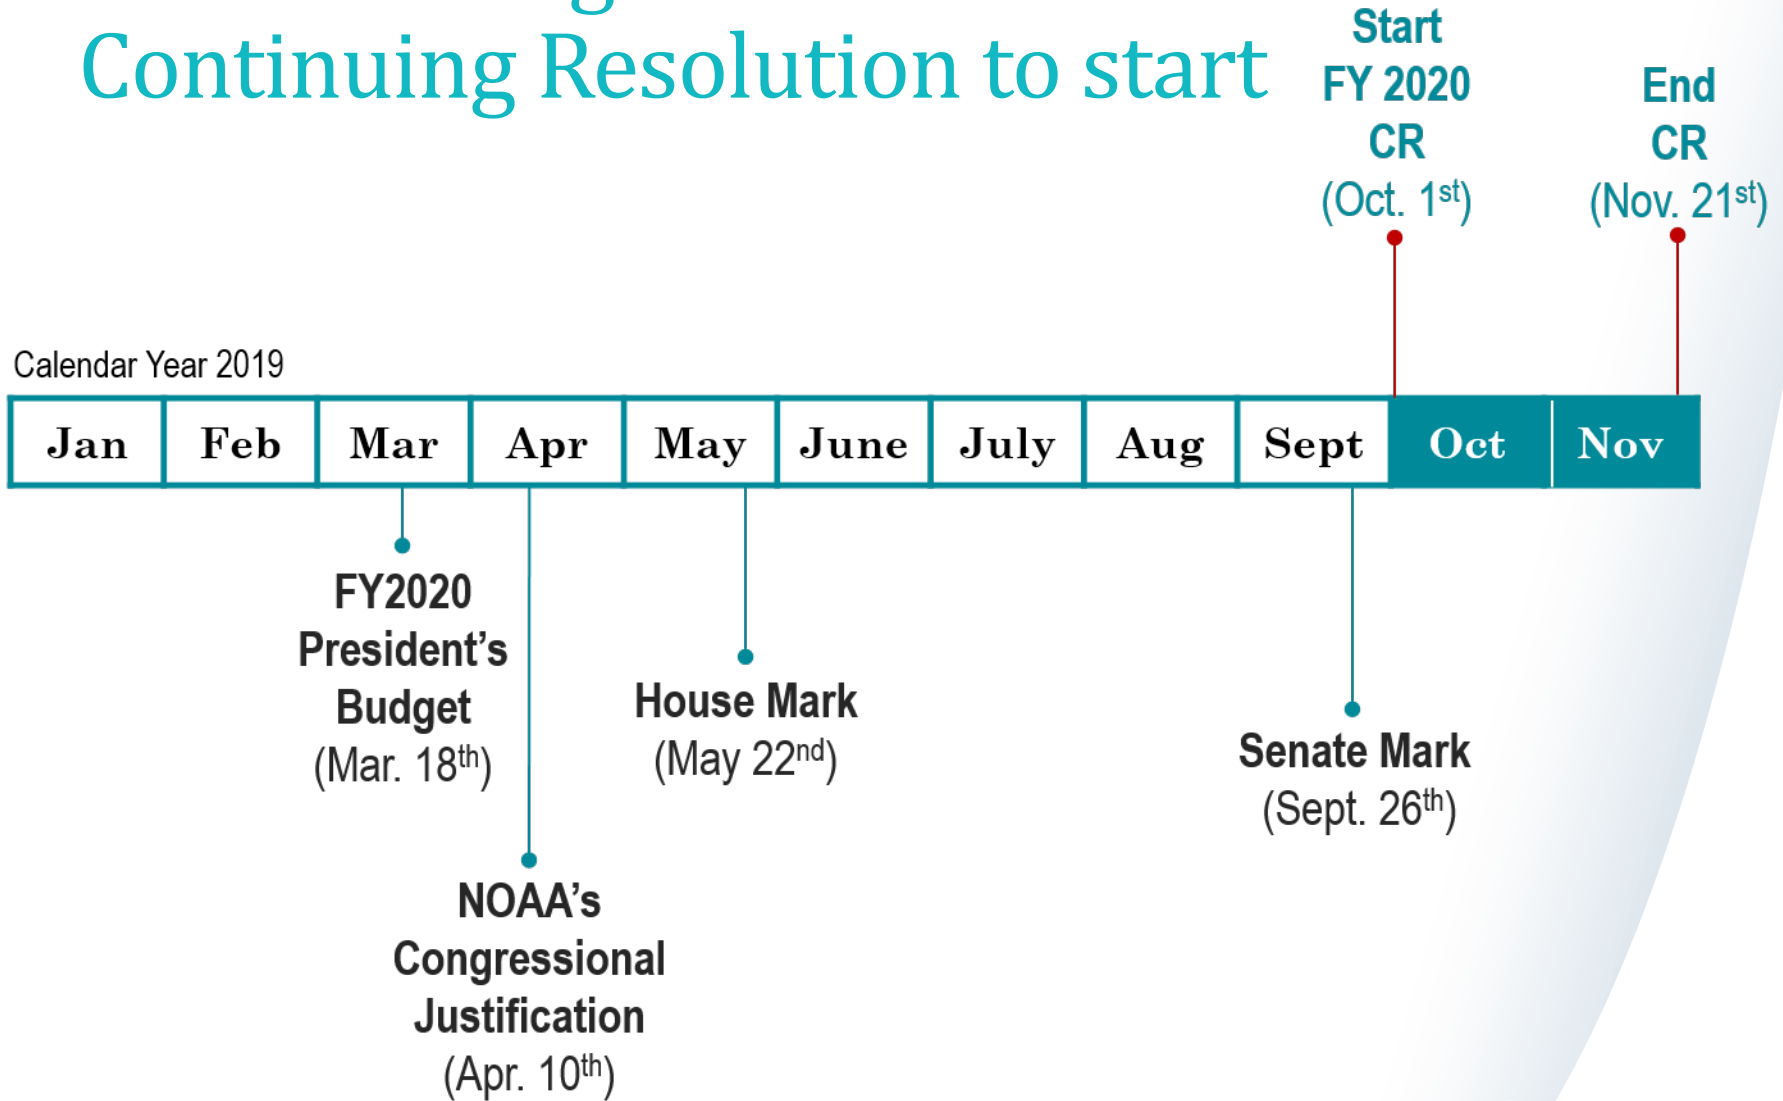 Continuing Resolution to start
Start
FY 2020
CR
(Oct. 1st)
End
CR
(Nov. 21st)
Calendar Year 2019
Jan Feb Mar Apr May June July Aug Sept Oct Nov
FY2020
President’s
Budget
(Mar. 18th)
NOAA’s
Congressional
Justification
(Apr. 10th)
House Mark
(May 22nd)
Senate Mark
(Sept. 26th)